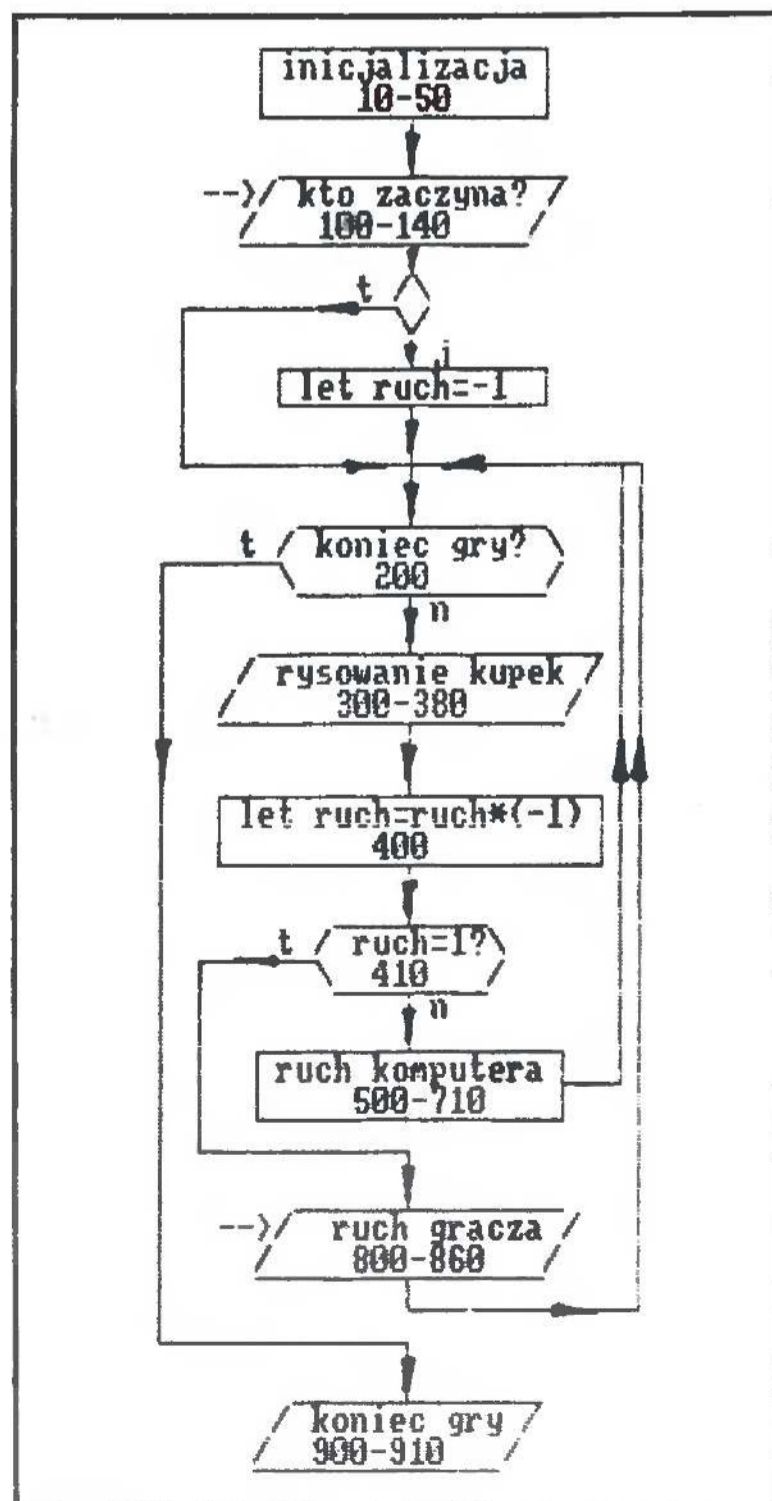 inicjalizacja
10-50
--> kto zaczyna?
100-140
t
j
let ruch=-1
t koniec gry?
200
n
rysowanie kupek
300-380
let ruch=ruch*(-1)
400
t ruch=1?
410
n
ruch komputera
500-710
--> ruch gracza
800-860
koniec gry
900-910